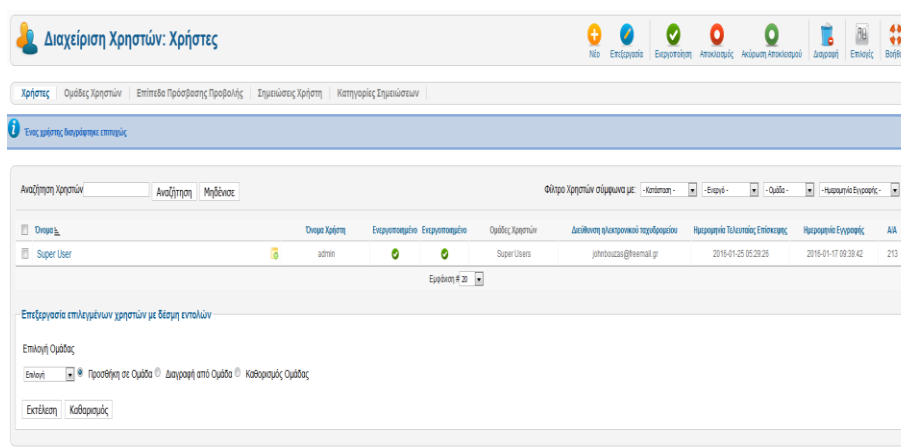 Διαχείριση Χρηστών: Χρήστες
Νέο Επεξεργασία Ενεργοποίηση Αποκλεισμός Ακύρωση Αποκλεισμού Διαγραφή Επιλογές Βοήθε
Χρήστες Ομάδες Χρηστών Επίπεδα Πρόσβασης Προβολής Σημειώσεις Χρήστη Κατηγορίες Σημειώσεων
Ένας χρήστης διαγράφτηκε επιτυχώς
Αναζήτηση Χρηστών Αναζήτηση Μηδένισε Φίλτρο Χρηστών σύμφωνα με: - Κατάσταση - - Ενεργό - - Ομάδα - - Ημερομηνία Εγγραφής -
Όνομα Όνομα Χρήστη Ενεργοποιημένο Ενεργοποιημένο Ομάδες Χρηστών Διεύθυνση ηλεκτρονικού ταχυδρομείου Ημερομηνία Τελευταίας Επίσκεψης Ημερομηνία Εγγραφής Α/Α
Super User admin Super Users johnbouzas@freemail.gr 2016-01-25 05:29:26 2016-01-17 09:39:42 213
Εμφάνιση # 20
Επεξεργασία επιλεγμένων χρηστών με δέσμη εντολών
Επιλογή Ομάδας
Επιλογή Προσθήκη σε Ομάδα Διαγραφή από Ομάδα Καθορισμός Ομάδας
Εκτέλεση Καθαρισμός